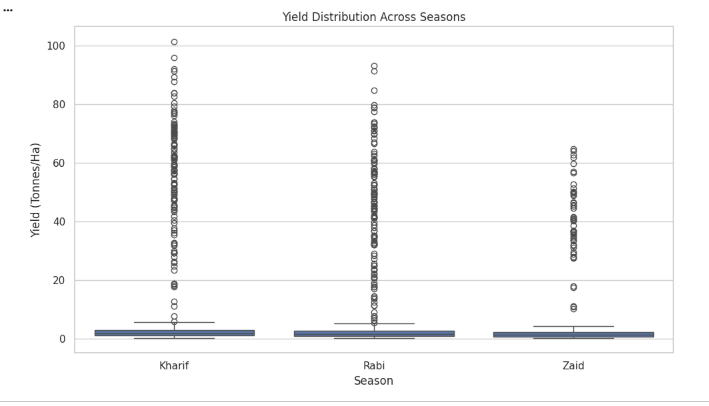 ...
Yield Distribution Across Seasons
Yield (Tonnes/Ha)
100
80
60
40
20
0
Kharif Rabi Zaid
Season